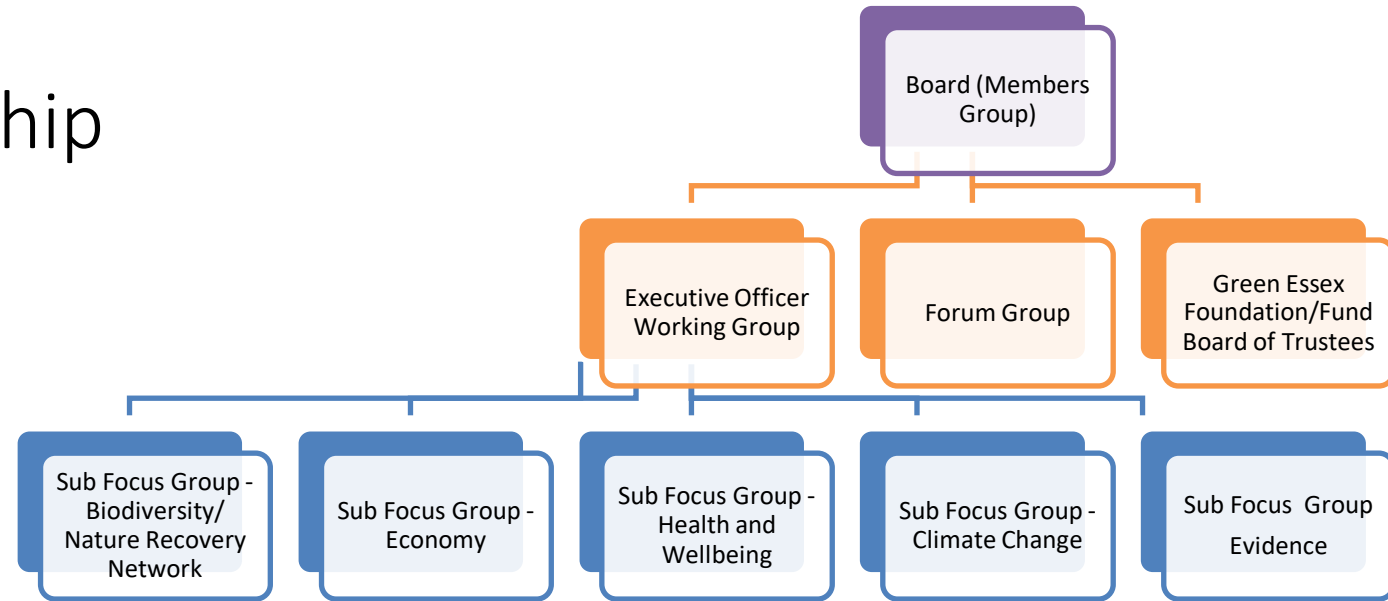 hip
Board (Members
Group)
Executive Officer
Working Group
Forum Group
Green Essex
Foundation/Fund
Board of Trustees
Sub Focus Group -
Biodiversity/
Nature Recovery
Network
Sub Focus Group -
Economy
Sub Focus Group -
Health and
Wellbeing
Sub Focus Group -
Climate Change
Sub Focus Group
Evidence